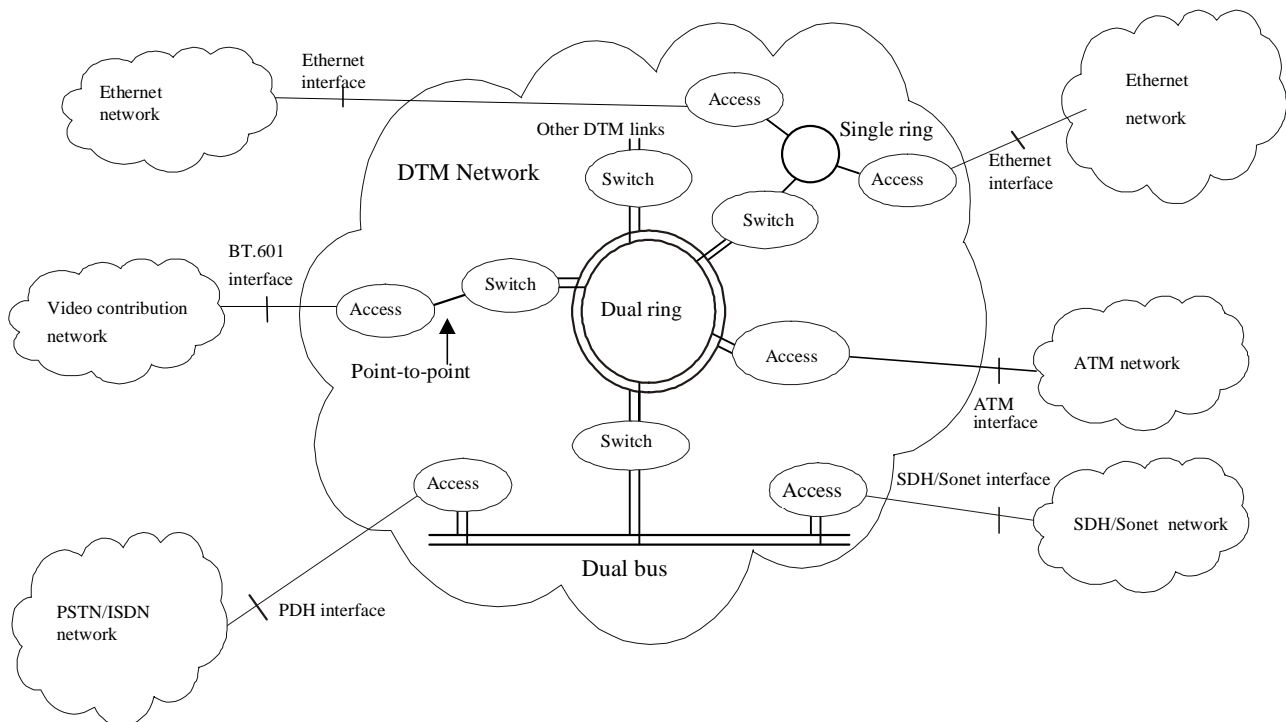 Ethernet
interface
Ethernet
network
Ethernet
network
Access
Other DTM links
Single ring
DTM Network
Switch
Access
Ethernet
interface
Switch
BT.601
interface
Switch
Video contribution
network
Access
Dual ring
Point-to-point
Access
ATM network
ATM
interface
Switch
Access
Access
SDH/Sonet interface
SDH/Sonet network
Dual bus
PSTN/ISDN
network
PDH interface